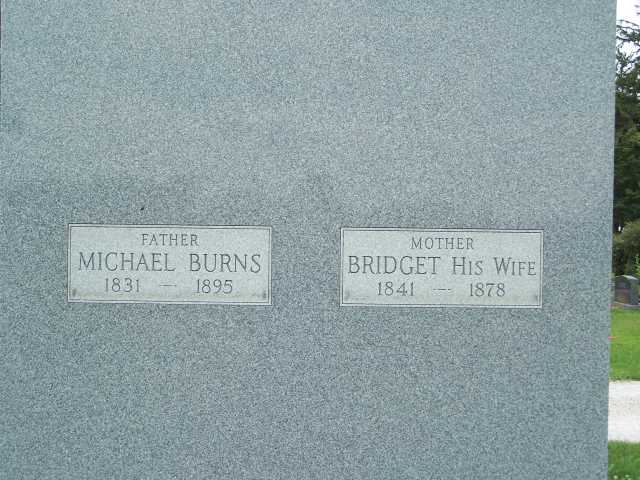 FATHER
MICHAEL BURNS
1831 — 1895
MOTHER
BRIDGET His Wife
1841 — 1878